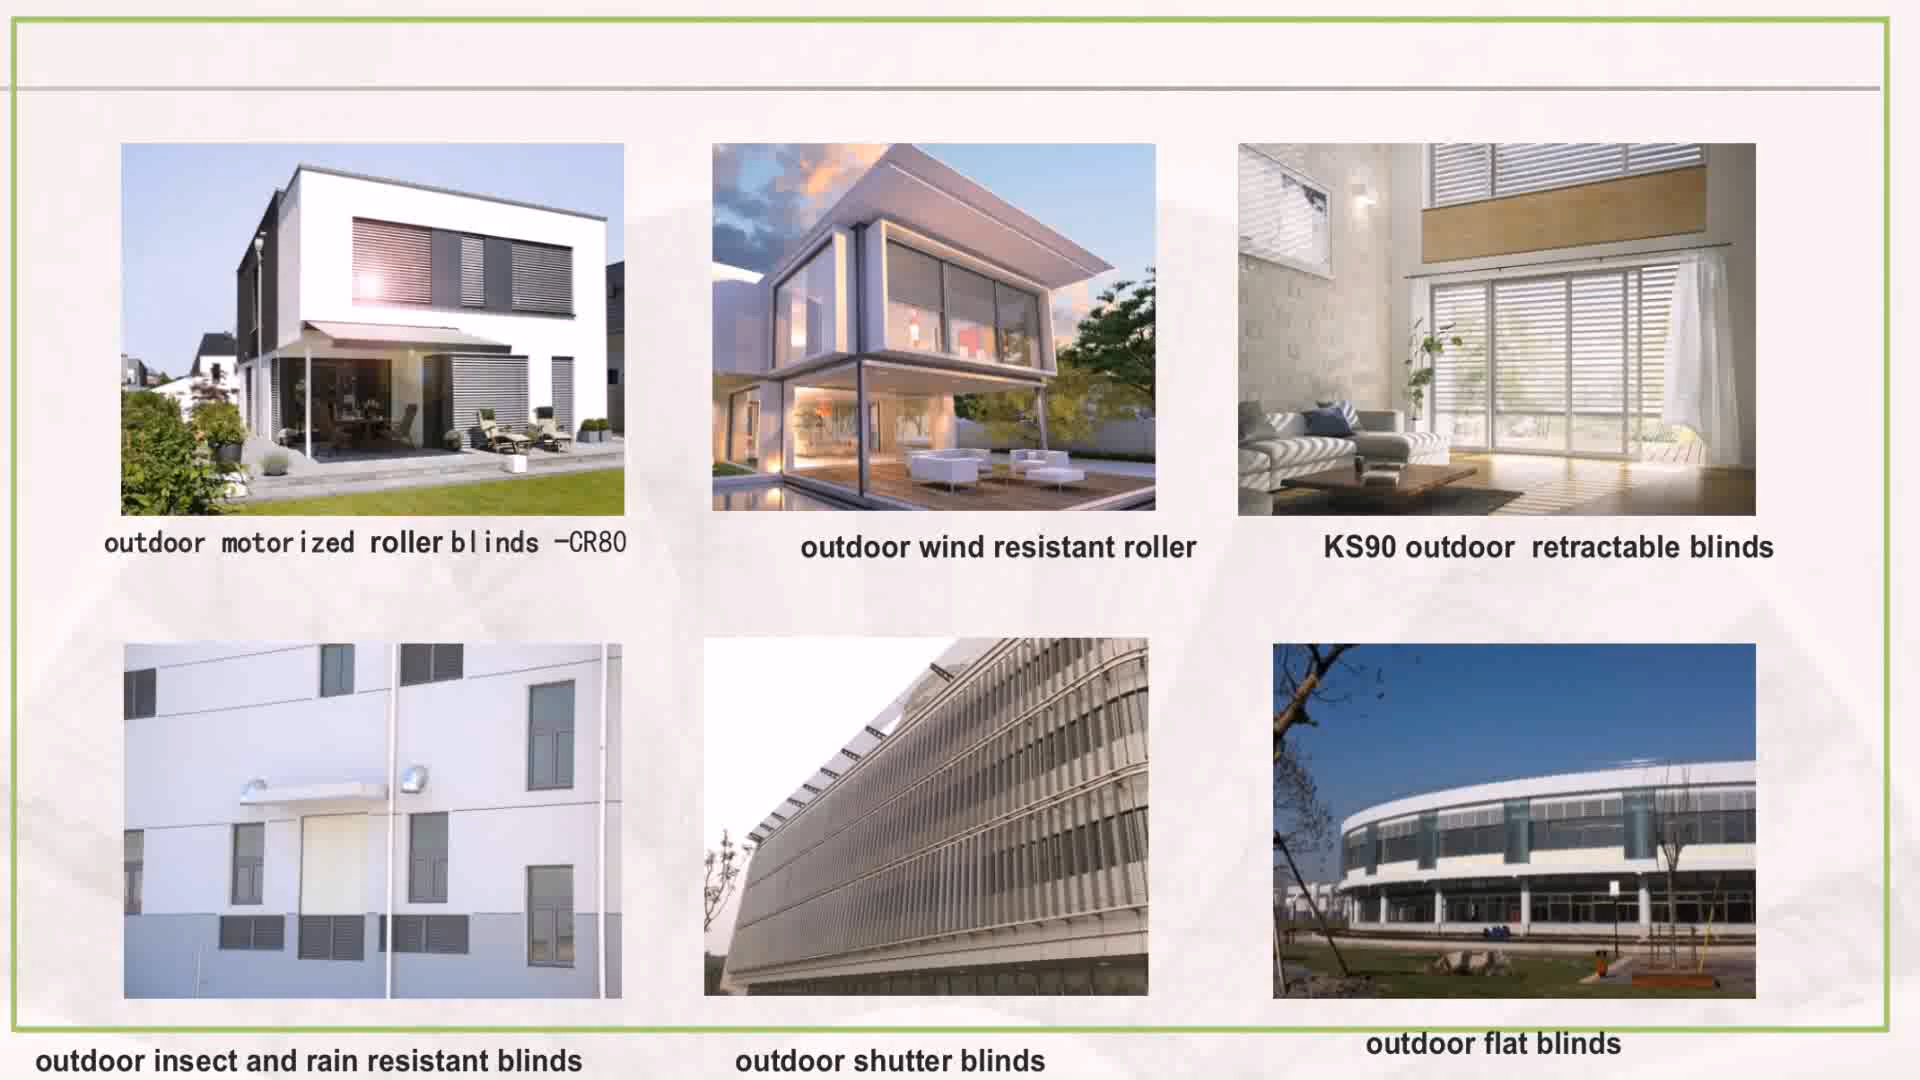 outdoor motorized roller blinds -CR80
outdoor wind resistant roller
KS90 outdoor retractable blinds
outdoor insect and rain resistant blinds
outdoor shutter blinds
outdoor flat blinds